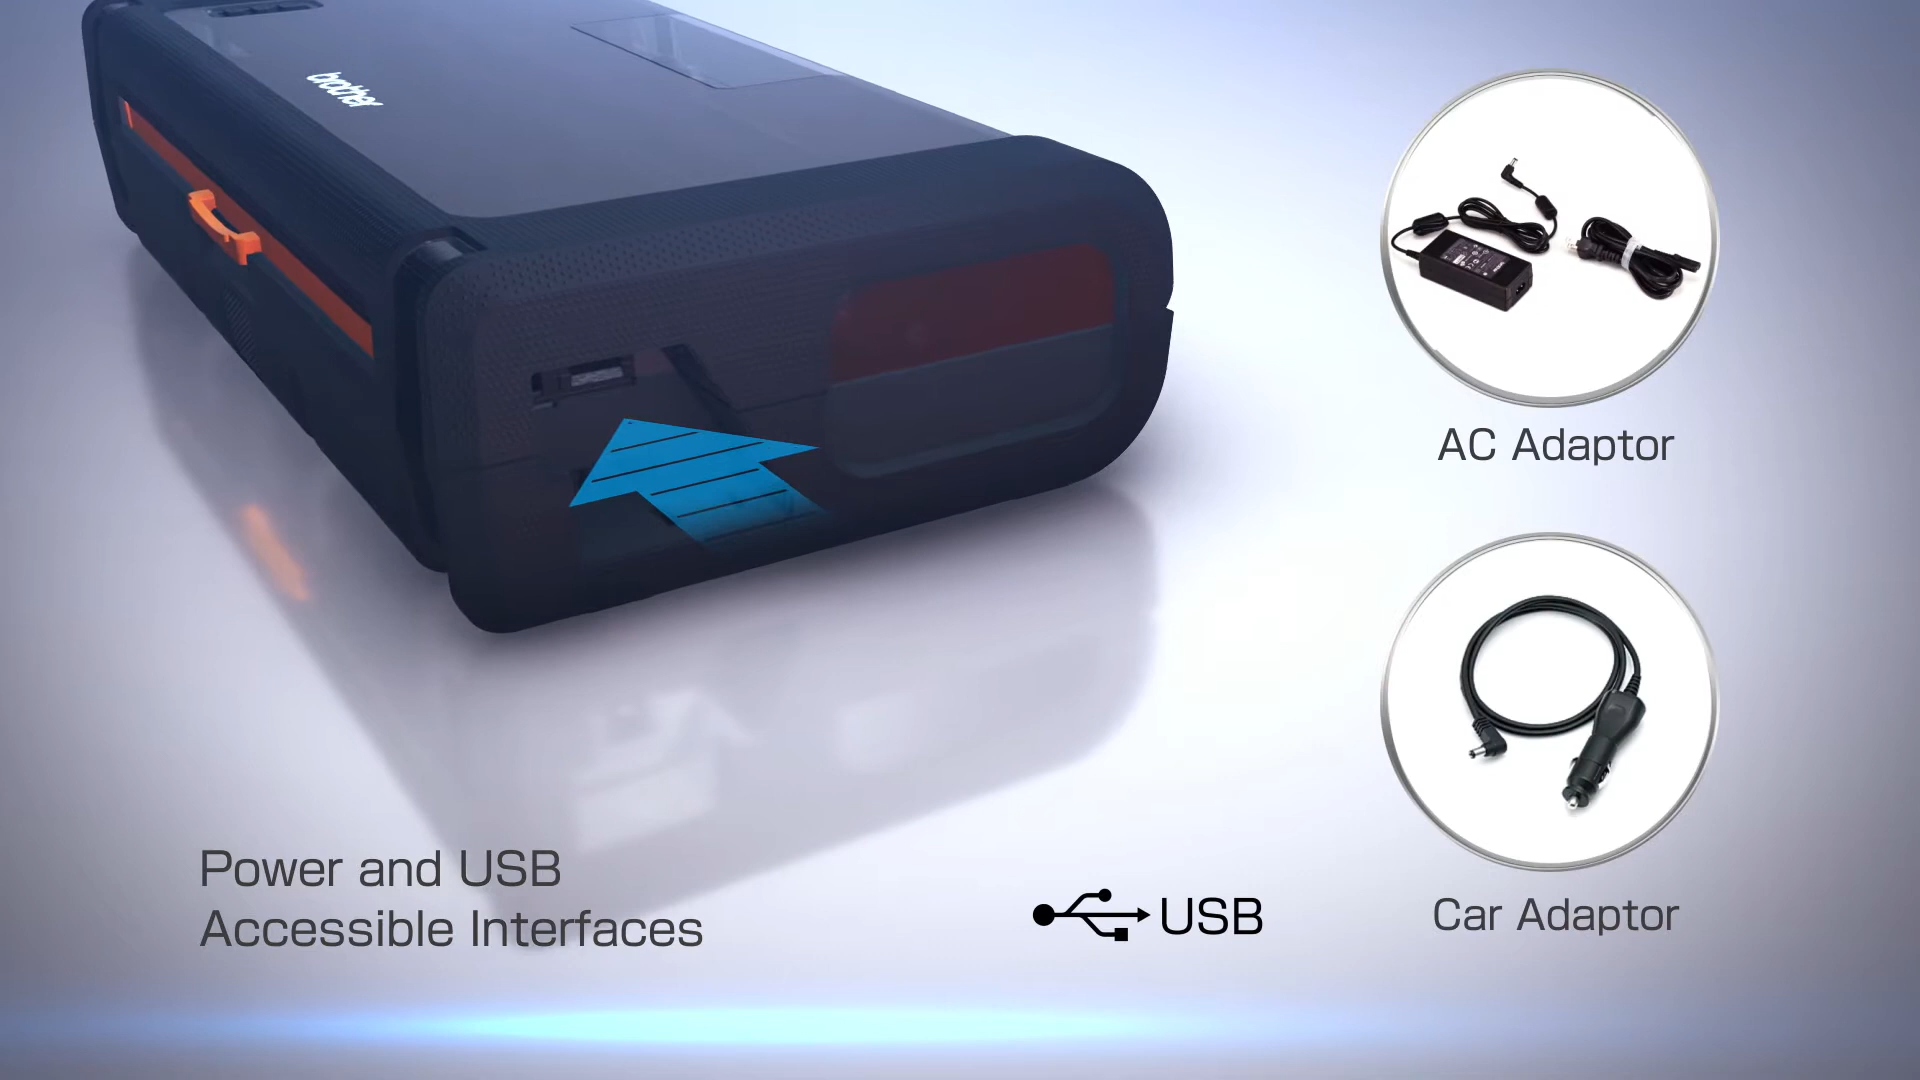 brother
AC Adaptor
Power and USB
Accessible Interfaces
USB
Car Adaptor